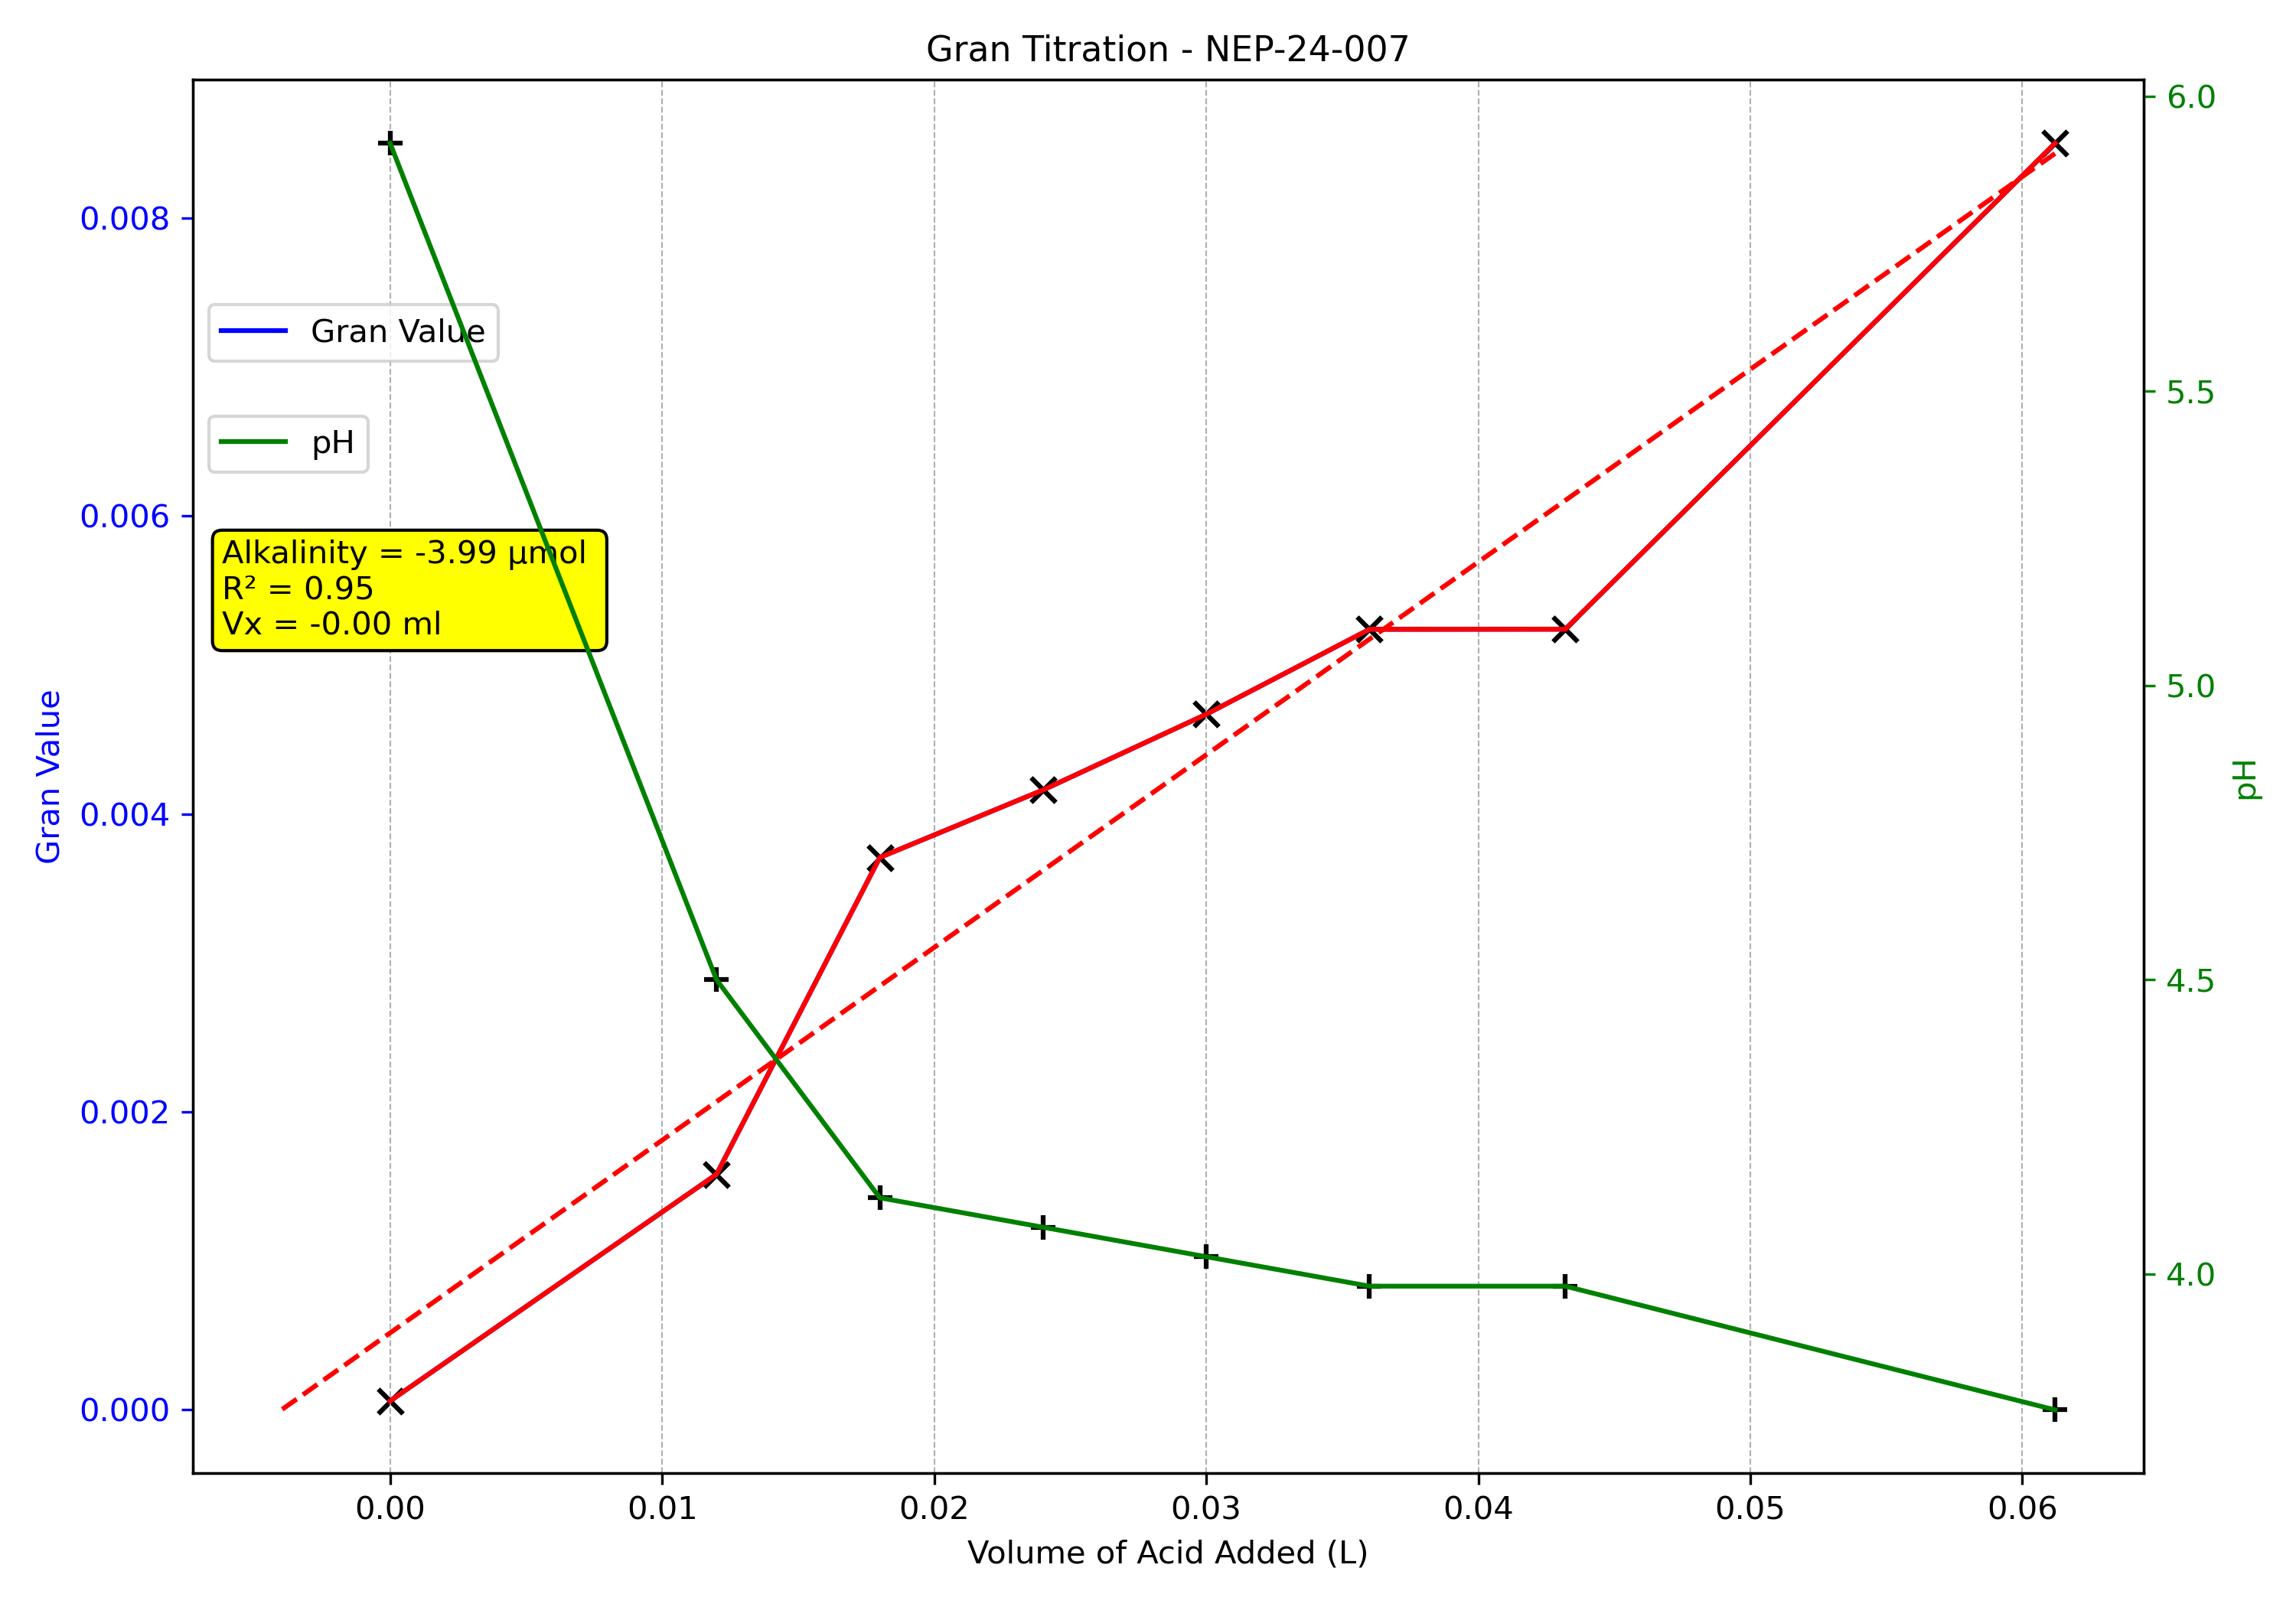 Gran Titration - NEP-24-007
Gran Value
pH
Alkalinity = -3.99 µmol
R² = 0.95
Vx = -0.00 ml
0.008
0.006
0.004
0.002
0.000
Gran Value
6.0
5.5
5.0
4.5
4.0
pH
0.00 0.01 0.02 0.03 0.04 0.05 0.06
Volume of Acid Added (L)